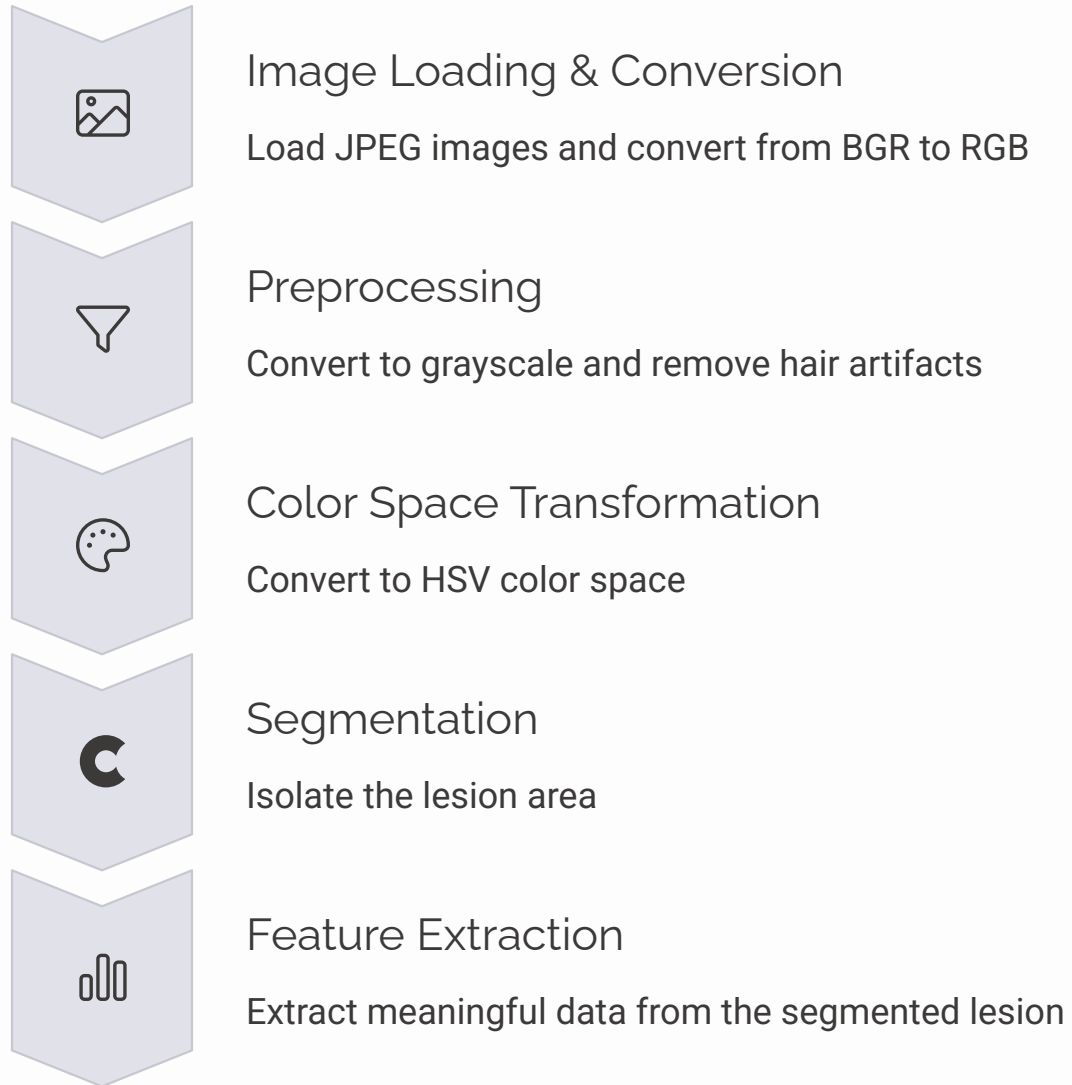 Image Loading & Conversion
Load JPEG images and convert from BGR to RGB
Preprocessing
Convert to grayscale and remove hair artifacts
Color Space Transformation
Convert to HSV color space
Segmentation
Isolate the lesion area
Feature Extraction
Extract meaningful data from the segmented lesion